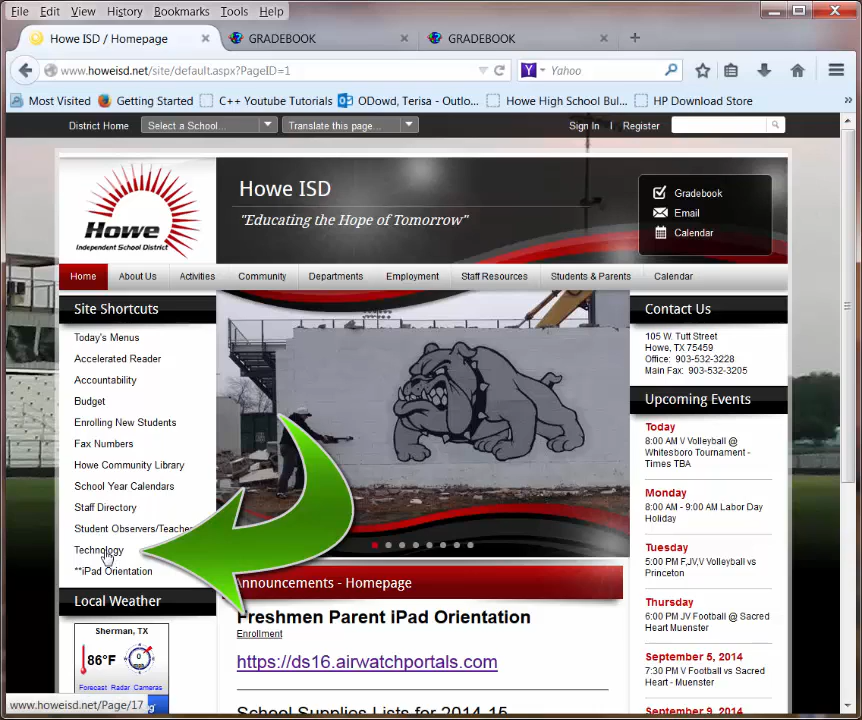 File Edit View History Bookmarks Tools Help
Howe ISD / Homepage
GRADEBOOK
GRADEBOOK
www.howeisd.net/site/default.aspx?PageID=1
Yahoo
Most Visited Getting Started C++ Youtube Tutorials ODowd, Terisa - Outlo... Howe High School Bul... HP Download Store
District Home Select a School... Translate this page... Sign In | Register
Howe
Independent School District
Howe ISD
"Educating the Hope of Tomorrow"
Gradebook
Email
Calendar
Home About Us Activities Community Departments Employment Staff Resources Students & Parents Calendar
Site Shortcuts
Today's Menus
Accelerated Reader
Accountability
Budget
Enrolling New Students
Fax Numbers
Howe Community Library
School Year Calendars
Staff Directory
Student Observers/Teacher
Technology
**iPad Orientation
Local Weather
Sherman, TX
86°F
0
Forecast Radar Cameras
www.howeisd.net/Page/17
Announcements - Homepage
Freshmen Parent iPad Orientation
Enrollment
https://ds16.airwatchportals.com
School Supplies Lists for 2014-15
Contact Us
105 W. Tutt Street
Howe, TX 75459
Office: 903-532-3228
Main Fax: 903-532-3205
Upcoming Events
Today
8:00 AM V Volleyball @
Whitesboro Tournament -
Times TBA
Monday
8:00 AM - 9:00 AM Labor Day
Holiday
Tuesday
5:00 PM F,JV,V Volleyball vs
Princeton
Thursday
6:00 PM JV Football @ Sacred
Heart Muenster
September 5, 2014
7:30 PM V Football vs Sacred
Heart - Muenster
September 9, 2014